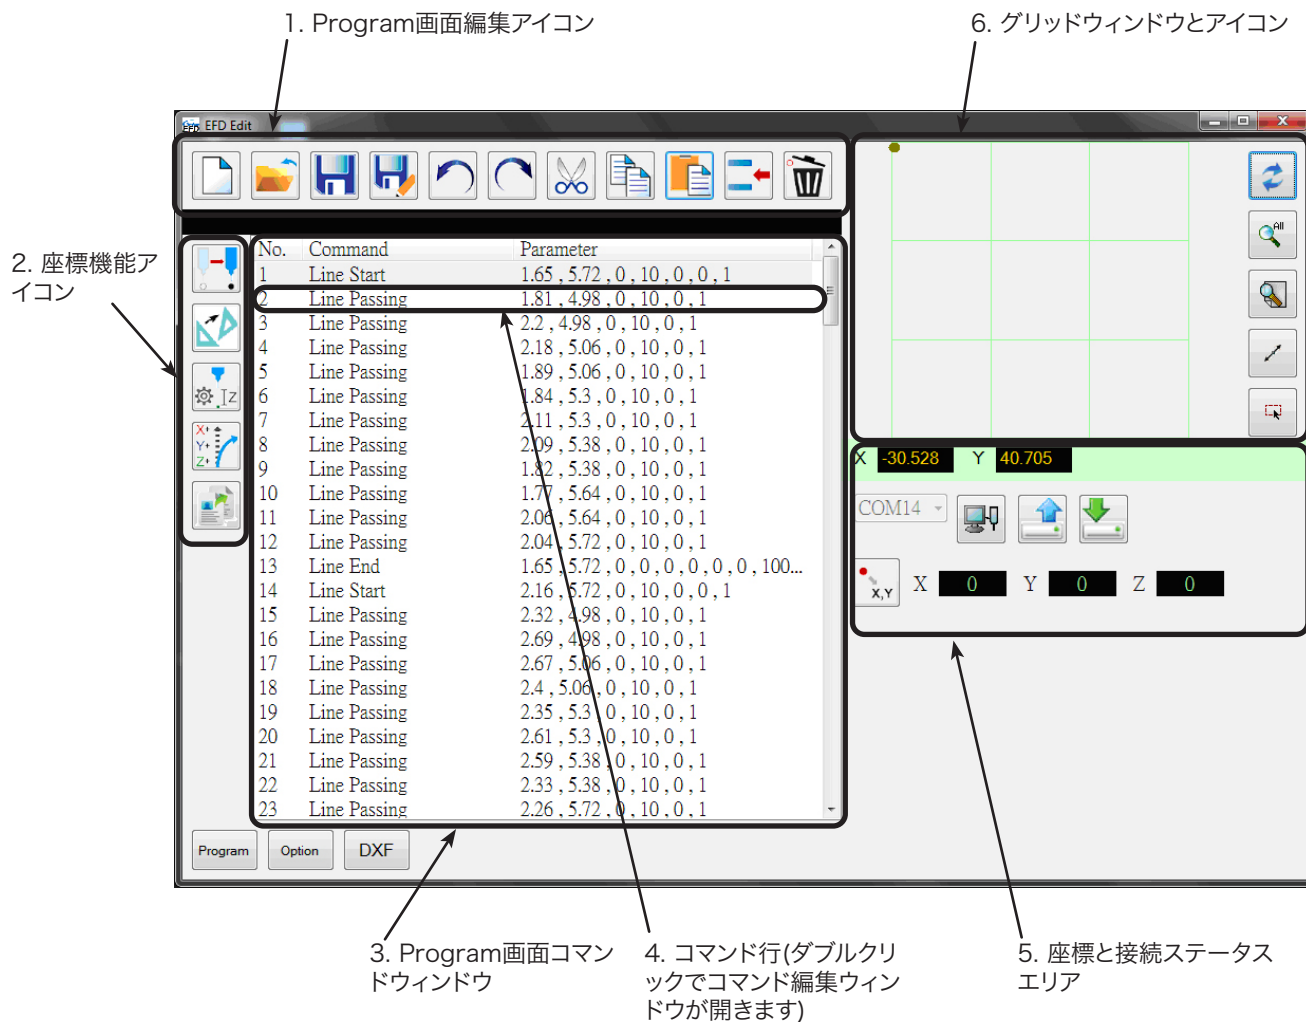 1. Program画面編集アイコン
6. グリッドウィンドウとアイコン
EFD Edit
2. 座標機能ア
イコン
No. Command Parameter
1 Line Start 1.65 , 5.72 , 0 , 10 , 0 , 0 , 1
2 Line Passing 1.81 , 4.98 , 0 , 10 , 0 , 1
3 Line Passing 2.2 , 4.98 , 0 , 10 , 0 , 1
4 Line Passing 2.18 , 5.06 , 0 , 10 , 0 , 1
5 Line Passing 1.89 , 5.06 , 0 , 10 , 0 , 1
6 Line Passing 1.84 , 5.3 , 0 , 10 , 0 , 1
7 Line Passing 2.11 , 5.3 , 0 , 10 , 0 , 1
8 Line Passing 2.09 , 5.38 , 0 , 10 , 0 , 1
9 Line Passing 1.82 , 5.38 , 0 , 10 , 0 , 1
10 Line Passing 1.77 , 5.64 , 0 , 10 , 0 , 1
11 Line Passing 2.06 , 5.64 , 0 , 10 , 0 , 1
12 Line Passing 2.04 , 5.72 , 0 , 10 , 0 , 1
13 Line End 1.65 , 5.72 , 0 , 0 , 0 , 0 , 0 , 100...
14 Line Start 2.16 , 5.72 , 0 , 10 , 0 , 0 , 1
15 Line Passing 2.32 , 4.98 , 0 , 10 , 0 , 1
16 Line Passing 2.69 , 4.98 , 0 , 10 , 0 , 1
17 Line Passing 2.67 , 5.06 , 0 , 10 , 0 , 1
18 Line Passing 2.4 , 5.06 , 0 , 10 , 0 , 1
19 Line Passing 2.35 , 5.3 , 0 , 10 , 0 , 1
20 Line Passing 2.61 , 5.3 , 0 , 10 , 0 , 1
21 Line Passing 2.59 , 5.38 , 0 , 10 , 0 , 1
22 Line Passing 2.33 , 5.38 , 0 , 10 , 0 , 1
23 Line Passing 2.26 , 5.72 , 0 , 10 , 0 , 1
Z
X+
Y+
Z+
All
X -30.528 Y 40.705
COM14
X,Y X 0 Y 0 Z 0
Program Option DXF
3. Program画面コマン
ドウィンドウ
4. コマンド行(ダブルクリ
ックでコマンド編集ウィン
ドウが開きます)
5. 座標と接続ステータス
エリア